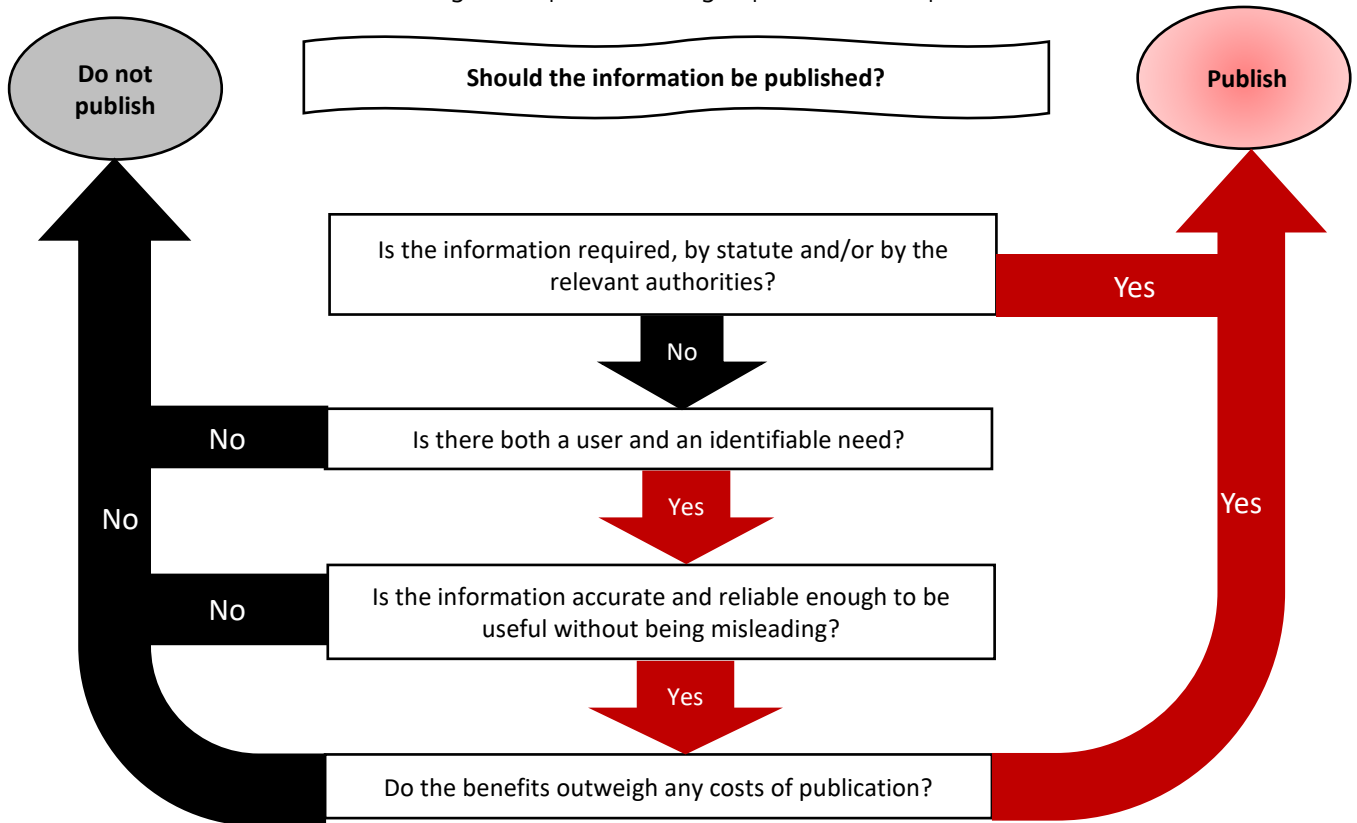 Do not
publish
Should the information be published?
Publish
Is the information required, by statute and/or by the
relevant authorities?
Yes
No
No
Is there both a user and an identifiable need?
Yes
No
Yes
No
Is the information accurate and reliable enough to be
useful without being misleading?
Yes
Do the benefits outweigh any costs of publication?